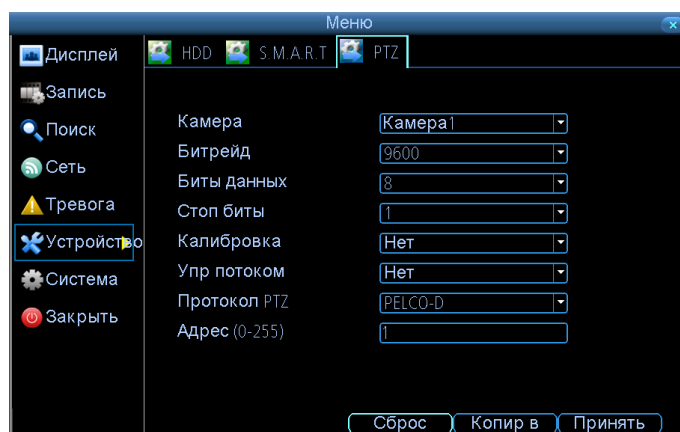 Меню
Дисплей
Запись
Поиск
Сеть
Тревога
Устройство
Система
Закрыть
HDD S.M.A.R.T PTZ
Камера Камера1
Битрейд 9600
Биты данных 8
Стоп биты 1
Калибровка Нет
Упр потоком Нет
Протокол PTZ PELCO-D
Адрес (0-255) 1
Сброс Копир в Принять